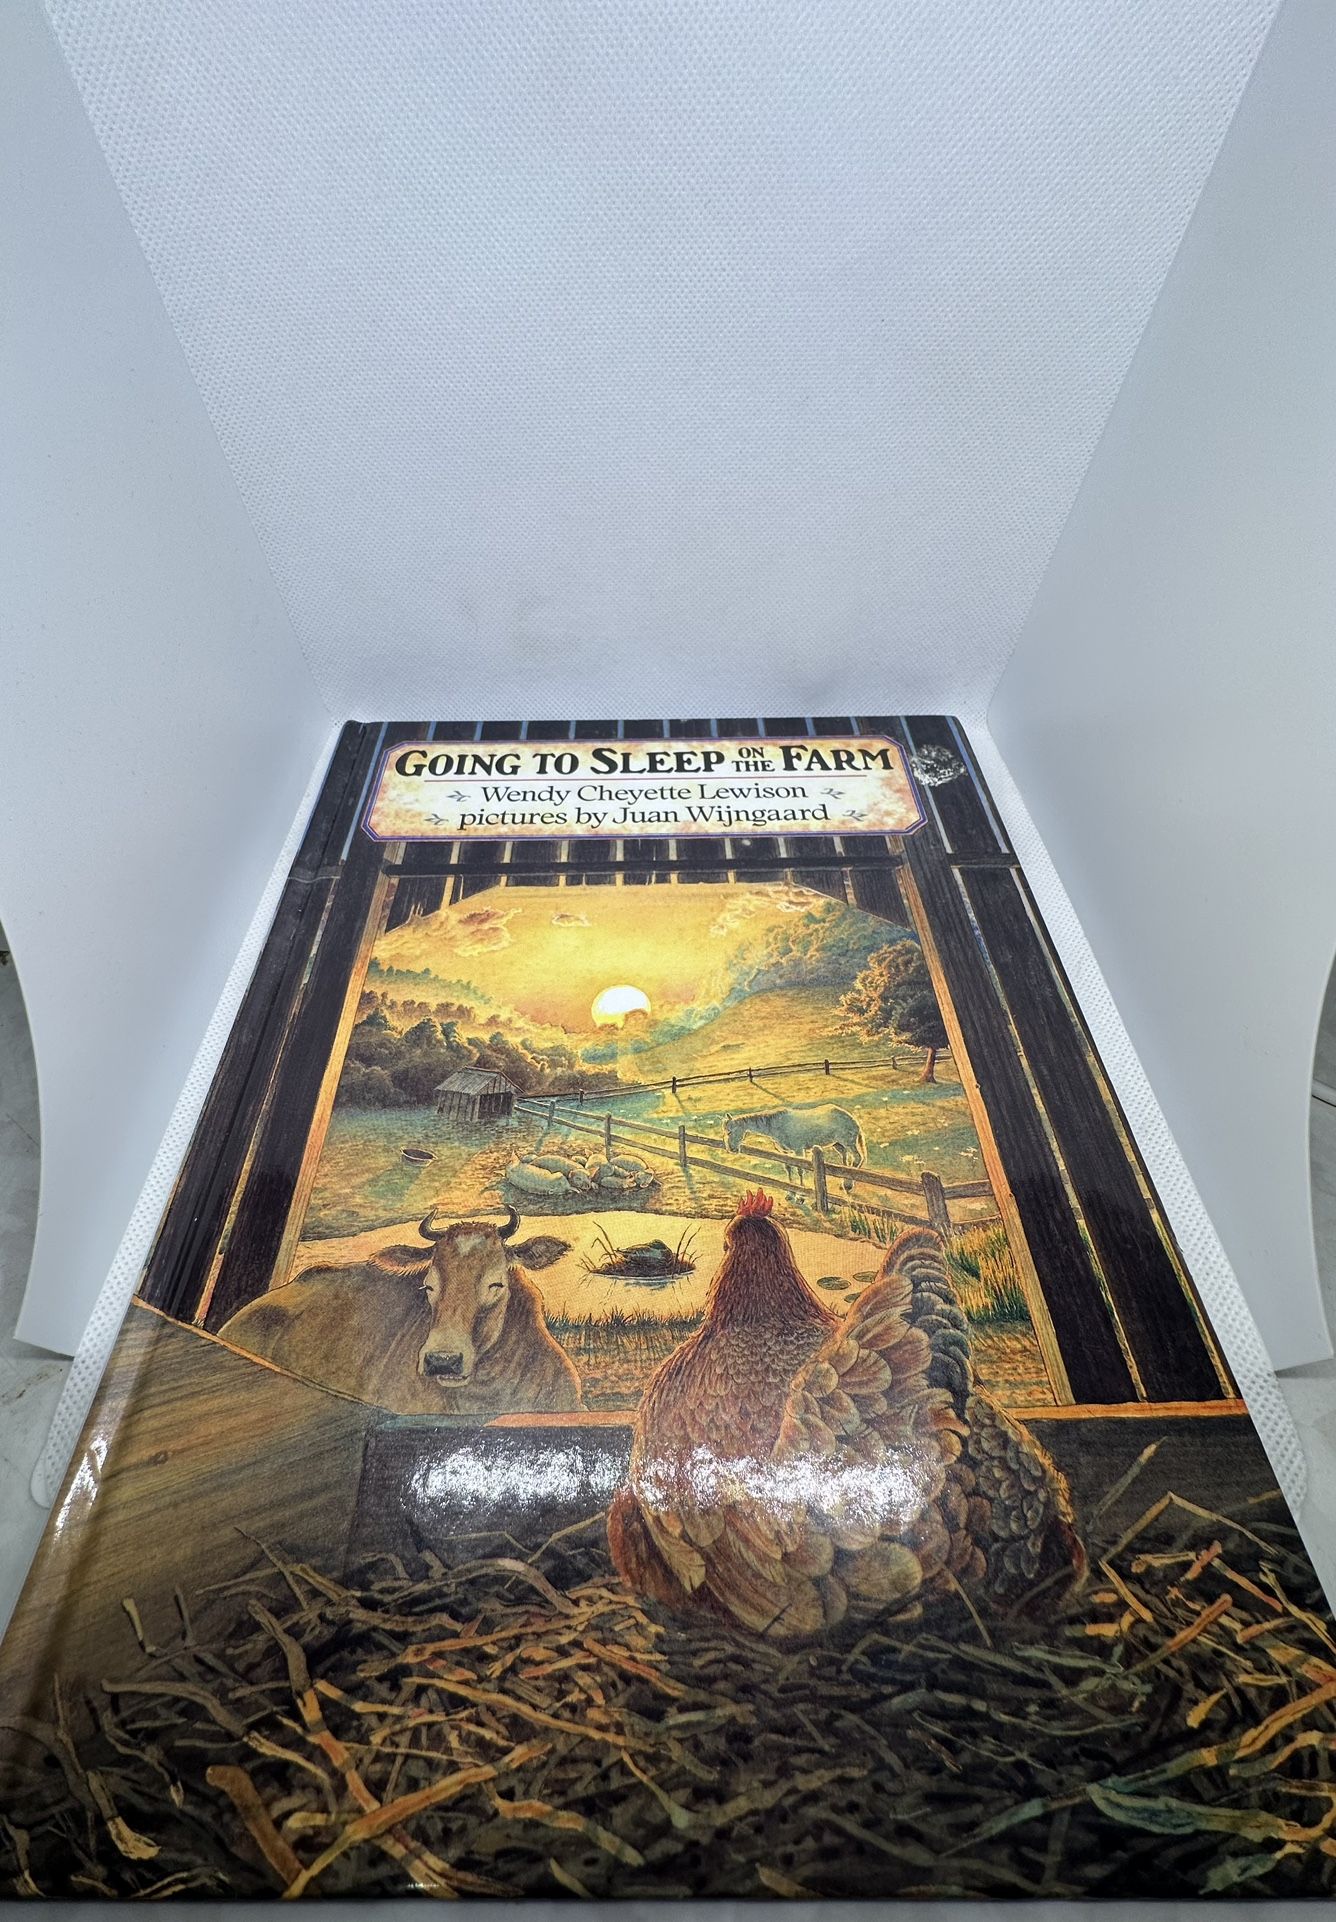 GOING TO SLEEP ON THE FARM
Wendy Cheyette Lewison
pictures by Juan Wijngaard